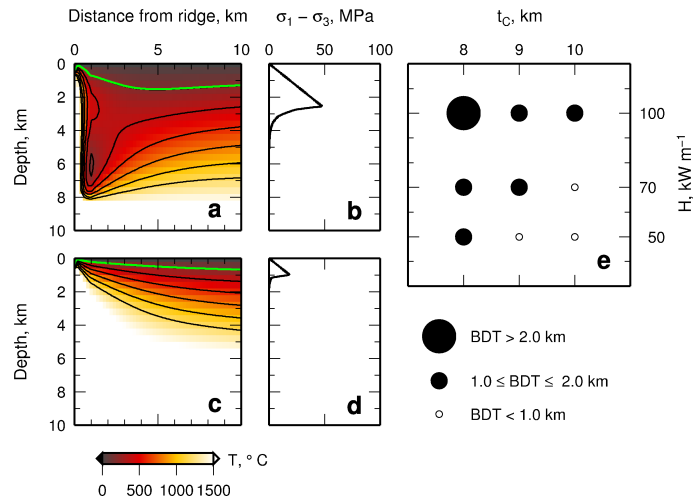 Distance from ridge, km
σ1 − σ3, MPa
tC, km
0 5 10
0 50 100
8 9 10
0
2
4
6
8
10
Depth, km
a
b
100
70
50
H, kW m−1
e
0
2
4
6
8
10
Depth, km
c
d
BDT > 2.0 km
1.0 ≤ BDT ≤ 2.0 km
BDT < 1.0 km
T, ° C
0 500 1000 1500